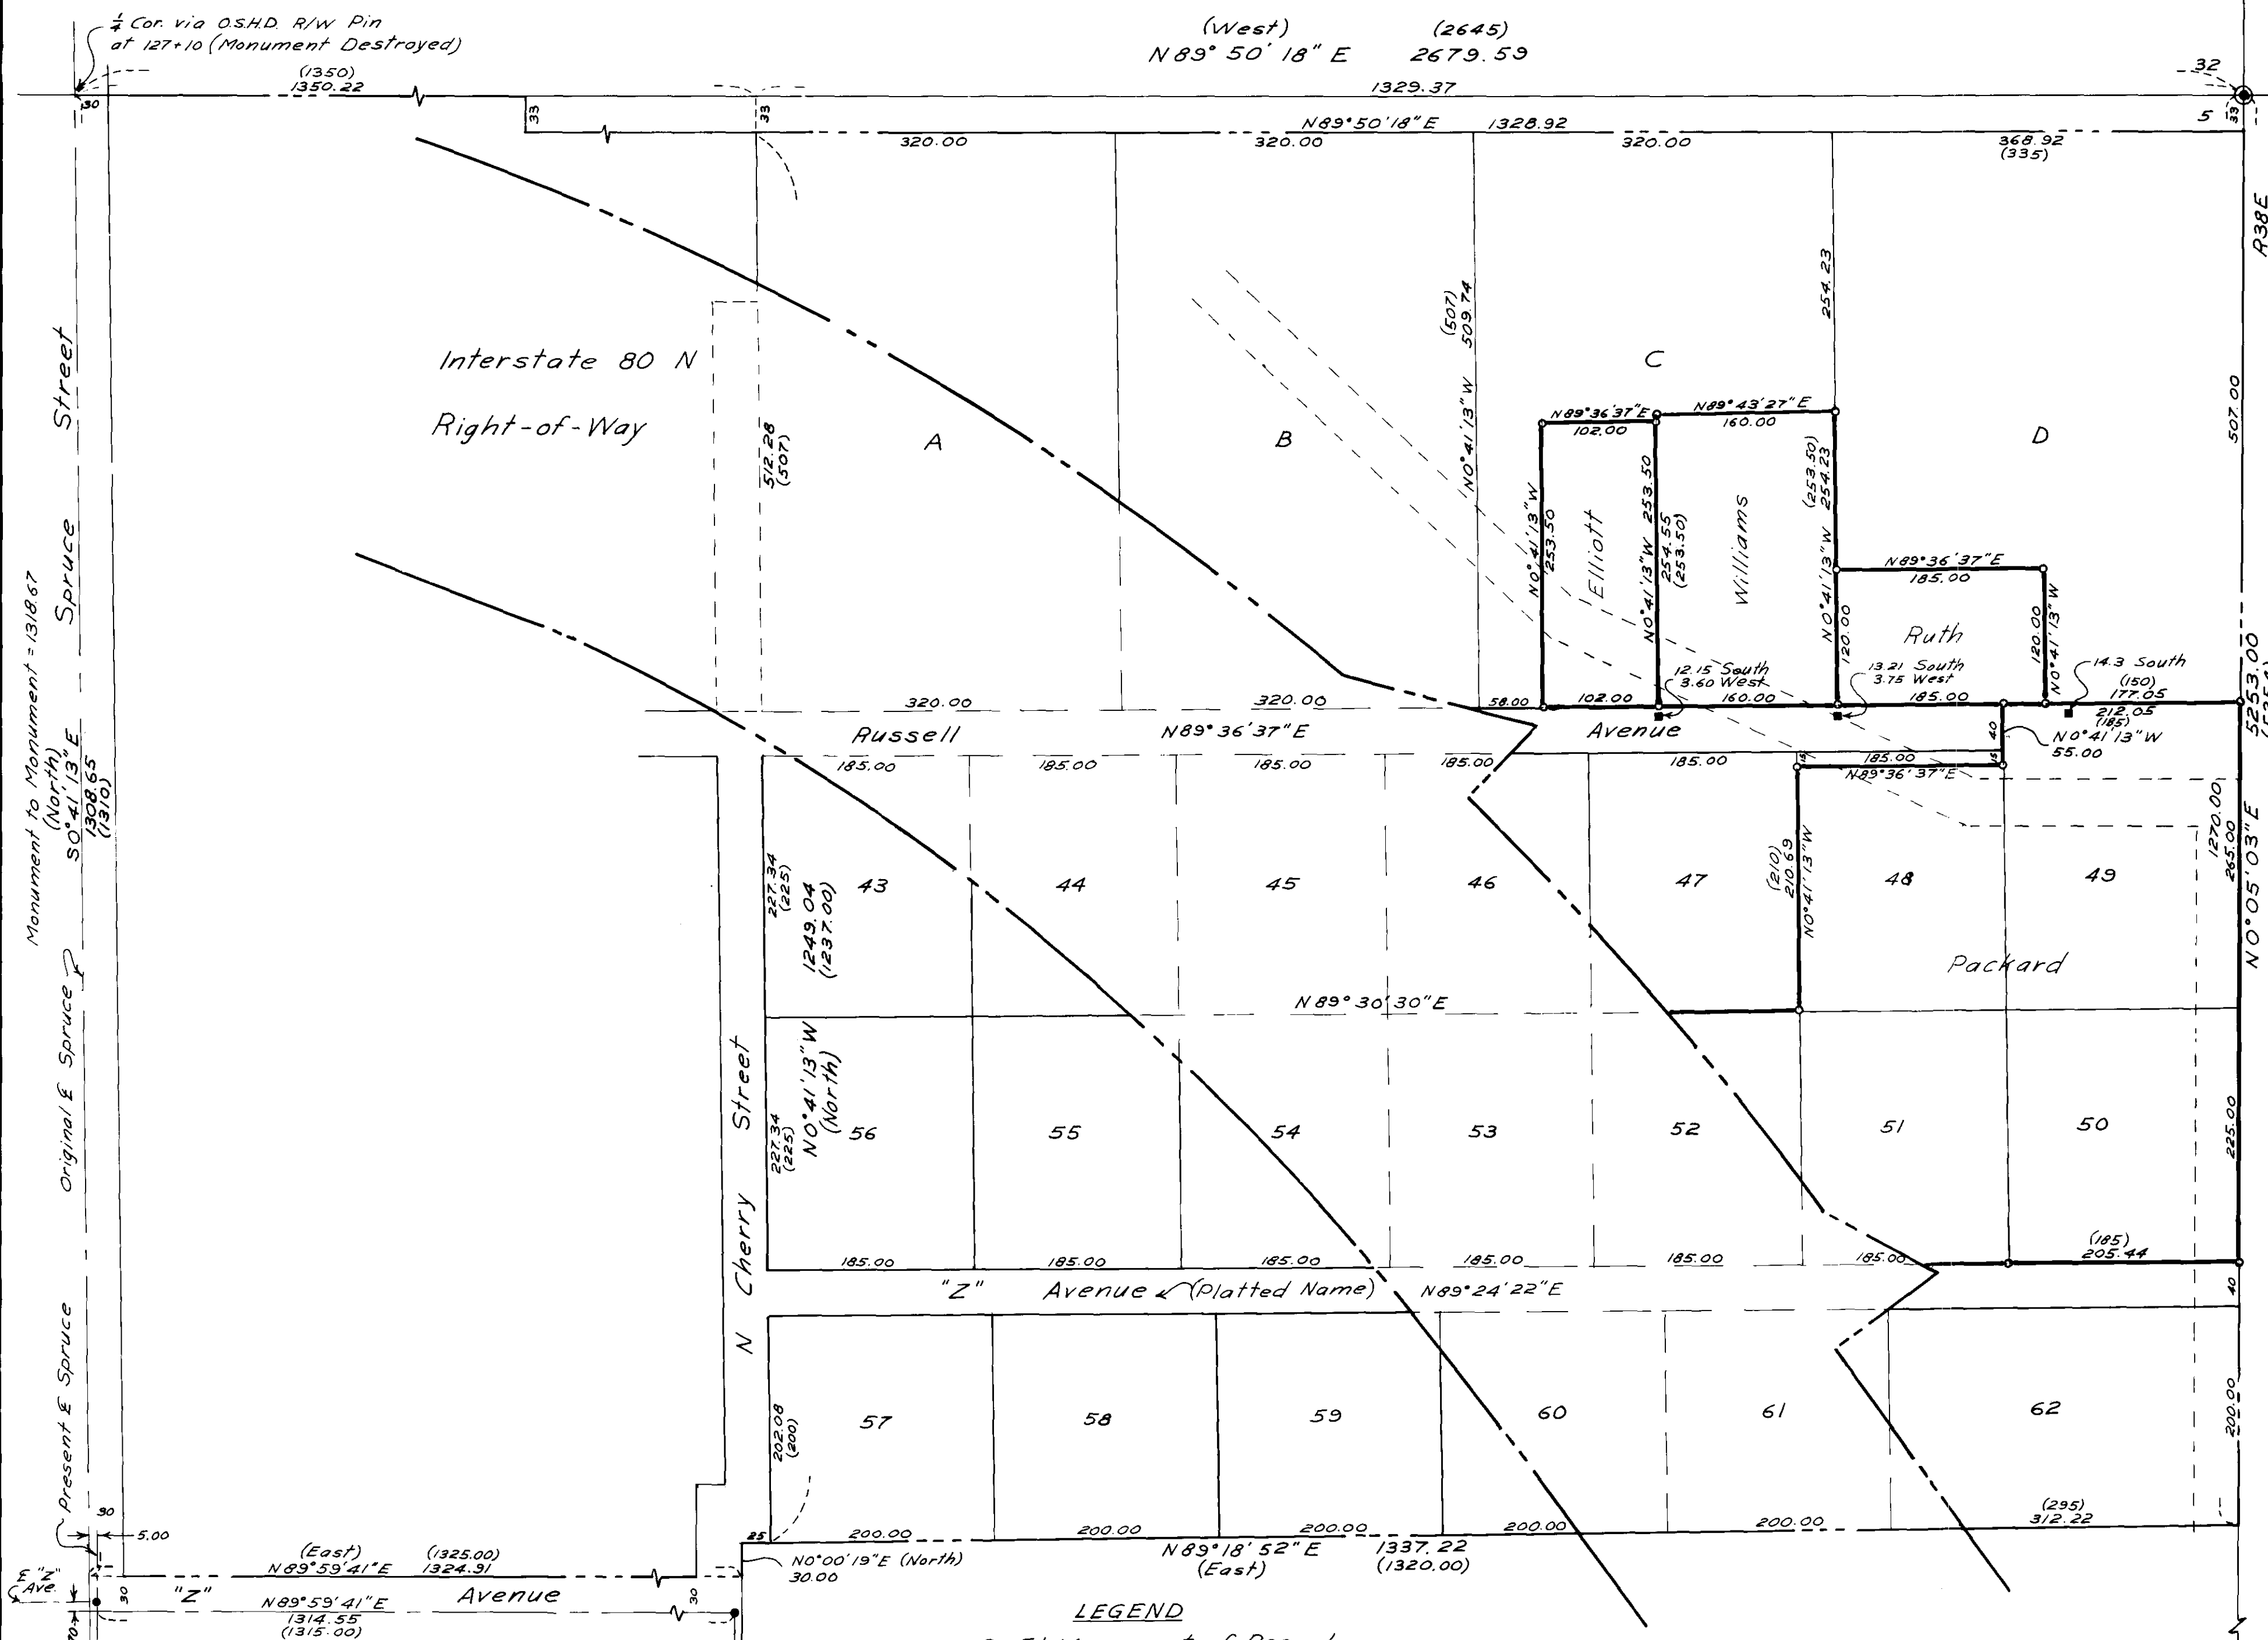 ¼ Cor. via O.S.H.D. R/W Pin
at 127+10 (Monument Destroyed)
(West) (2645)
N 89° 50' 18" E 2679.59
(1350)
1350.22
1329.37
32
30
33
33
33
5
N89°50'18"E 1328.92
320.00
320.00
320.00
368.92
(335)
R38E
254.23
(507)
N0°41'13"W 509.74
507.00
Interstate 80 N
Right-of-Way
512.28
(507)
A
B
C
D
N89°36'37"E
102.00
N89°43'27"E
160.00
N0°41'13"W
253.50
Elliott
N0°41'13"W 253.50
254.55
(253.50)
Williams
(253.50)
N0°41'13"W 254.23
N89°36'37"E
185.00
120.00
Ruth
120.00
N0°41'13"W
12.15 South
3.60 West
13.21 South
3.75 West
14.3 South
(150)
177.05
320.00
320.00
58.00
102.00
160.00
185.00
212.05
(185)
5253.00
Russell
N89°36'37"E
Avenue
40
N0°41'13"W
55.00
15
15
185.00
185.00
185.00
185.00
185.00
185.00
N89°36'37"E
Monument to Monument = 1318.67
(North)
S0°41'13"E
1308.65
(1310)
Spruce Street
227.34
(225)
1249.04
(1237.00)
43
44
45
46
47
(210)
210.69
N0°41'13"W
48
49
1270.00
265.00
N0°05'03"E
Packard
N 89° 30' 30" E
Original ℄ Spruce
N Cherry Street
227.34
(225)
N0°41'13"W
(North)
56
55
54
53
52
51
50
225.00
185.00
185.00
185.00
185.00
185.00
185.00
(185)
205.44
"Z" Avenue (Platted Name) N89°24'22"E
40
Present ℄ Spruce
202.08
(200)
57
58
59
60
61
62
200.00
30
5.00
25
200.00
200.00
200.00
200.00
200.00
(295)
312.22
(East) (1325.00)
N89°59'41"E 1324.91
N0°00'19"E (North)
30.00
N89°18'52"E 1337.22
(East) (1320.00)
℄ "Z"
Ave.
30
"Z" Avenue
30
N89°59'41"E
1314.55
(1315.00)
LEGEND